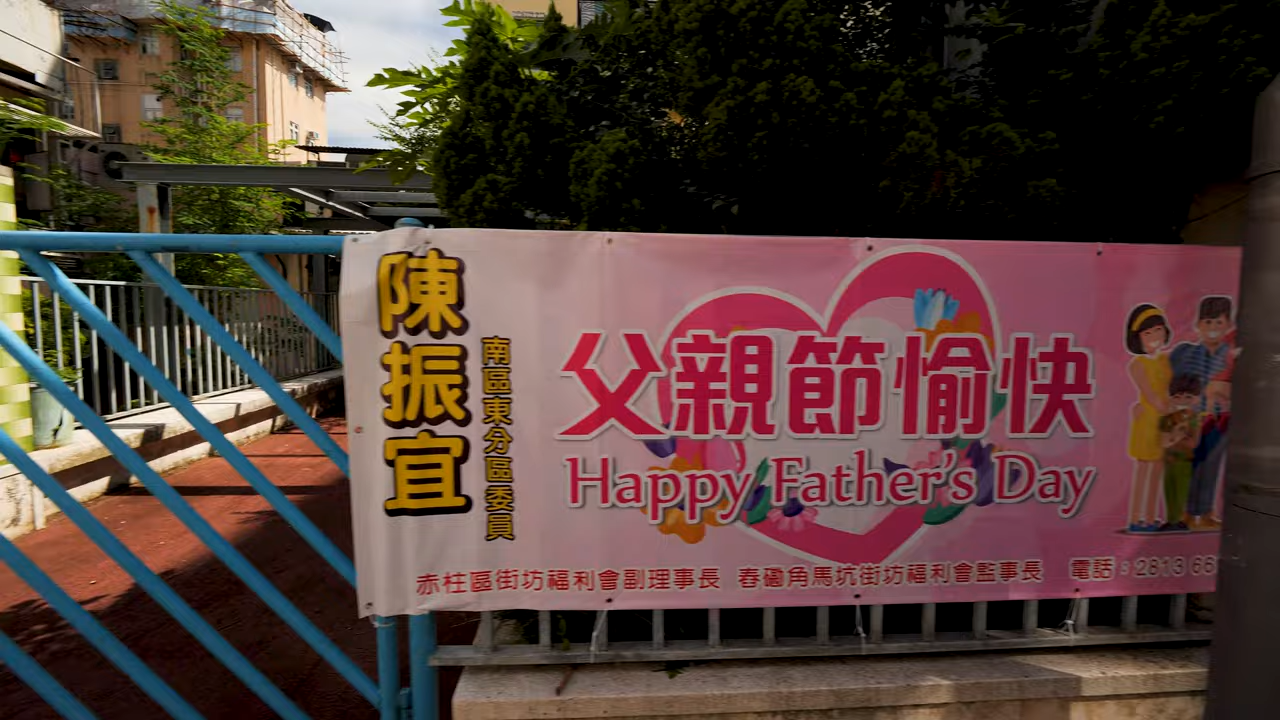 陳振宜
南區東分區委員
父親節愉快
Happy Father's Day
赤柱區街坊福利會副理事長 春磡角馬坑街坊福利會監事長 電話：2813 66